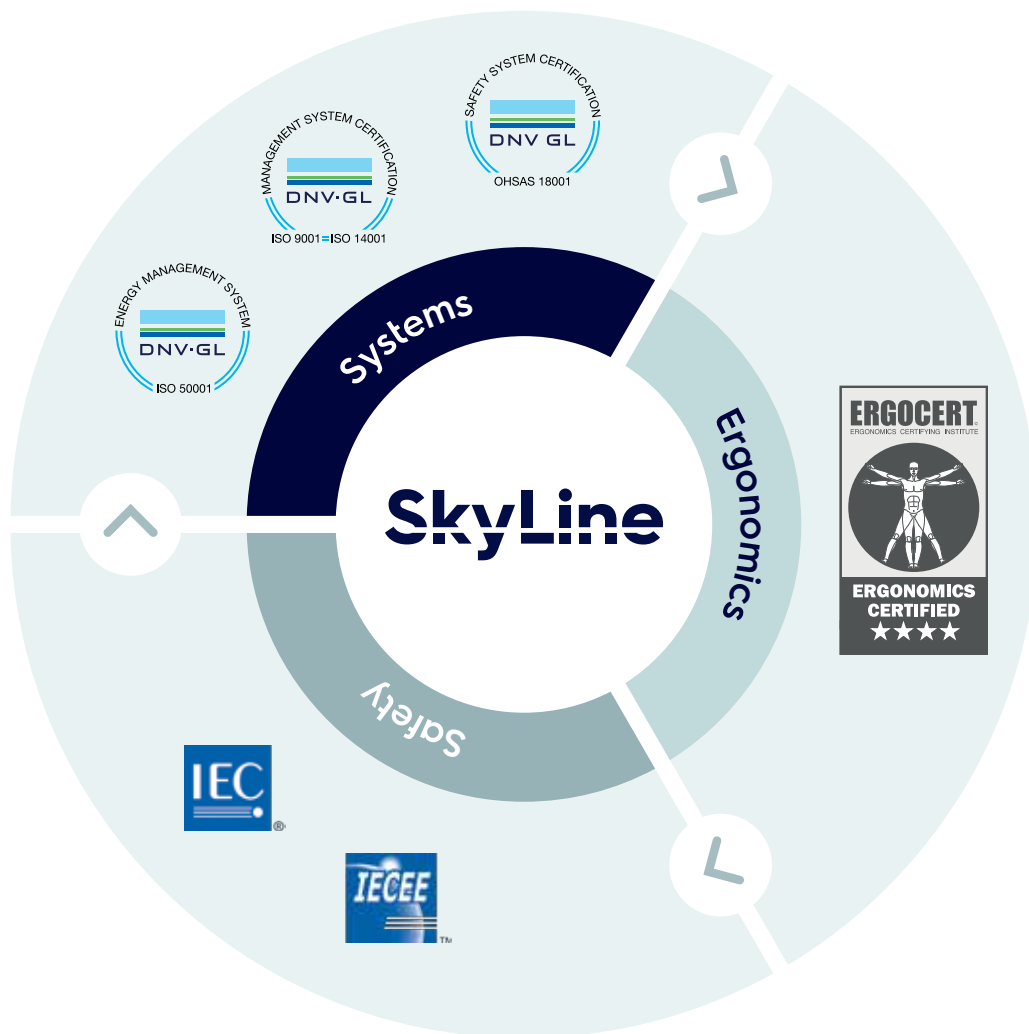 SAFETY SYSTEM CERTIFICATION
DNV GL
OHSAS 18001
MANAGEMENT SYSTEM CERTIFICATION
DNV·GL
ISO 9001=ISO 14001
ENERGY MANAGEMENT SYSTEM
DNV·GL
ISO 50001
Systems
Ergonomics
ERGOCERT©
ERGONOMICS CERTIFYING INSTITUTE
ERGONOMICS
CERTIFIED
SkyLine
Safety
IEC
®
IECEE
TM